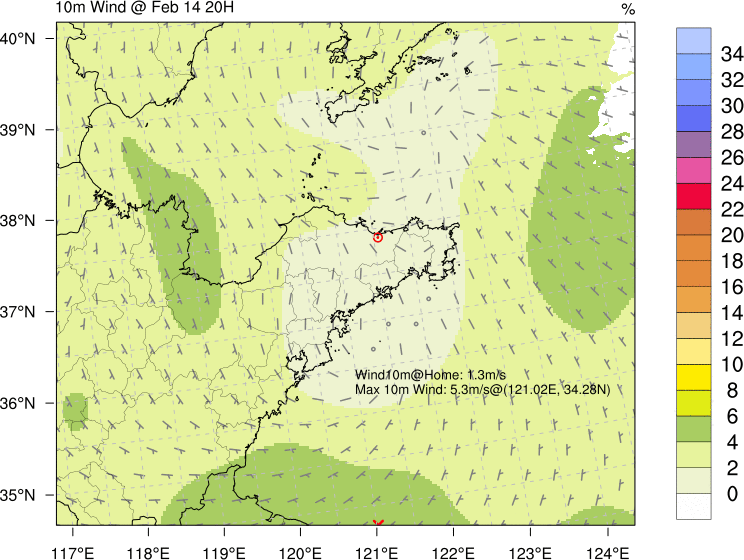 10m Wind @ Feb 14 20H
%
40°N
39°N
38°N
37°N
36°N
35°N
Wind10m@Home: 1.3m/s
Max 10m Wind: 5.3m/s@(121.02E, 34.28N)
117°E 118°E 119°E 120°E 121°E 122°E 123°E 124°E
34
32
30
28
26
24
22
20
18
16
14
12
10
8
6
4
2
0